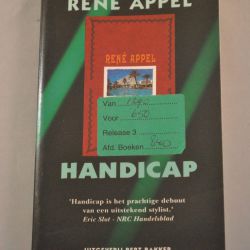 RENÉ APPEL
RENÉ APPEL
Van
Voor 650
Release 3
Afd. Boeken
HANDICAP
'Handicap is het prachtige debuut
van een uitstekend stylist.'
Eric Slot - NRC Handelsblad
UITGEVERIJ BERT BAKKER